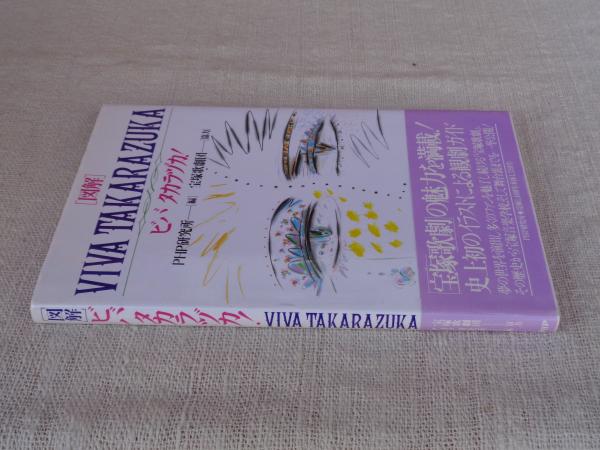 [図解]
VIVA TAKARAZUKA
ビバ タカラヅカ!
PHP研究所──編 宝塚歌劇団──協力
宝塚歌劇の魅力を満載!
史上初のイラストによる観劇ガイド
[図解]
ビバ タカラヅカ!
VIVA TAKARAZUKA